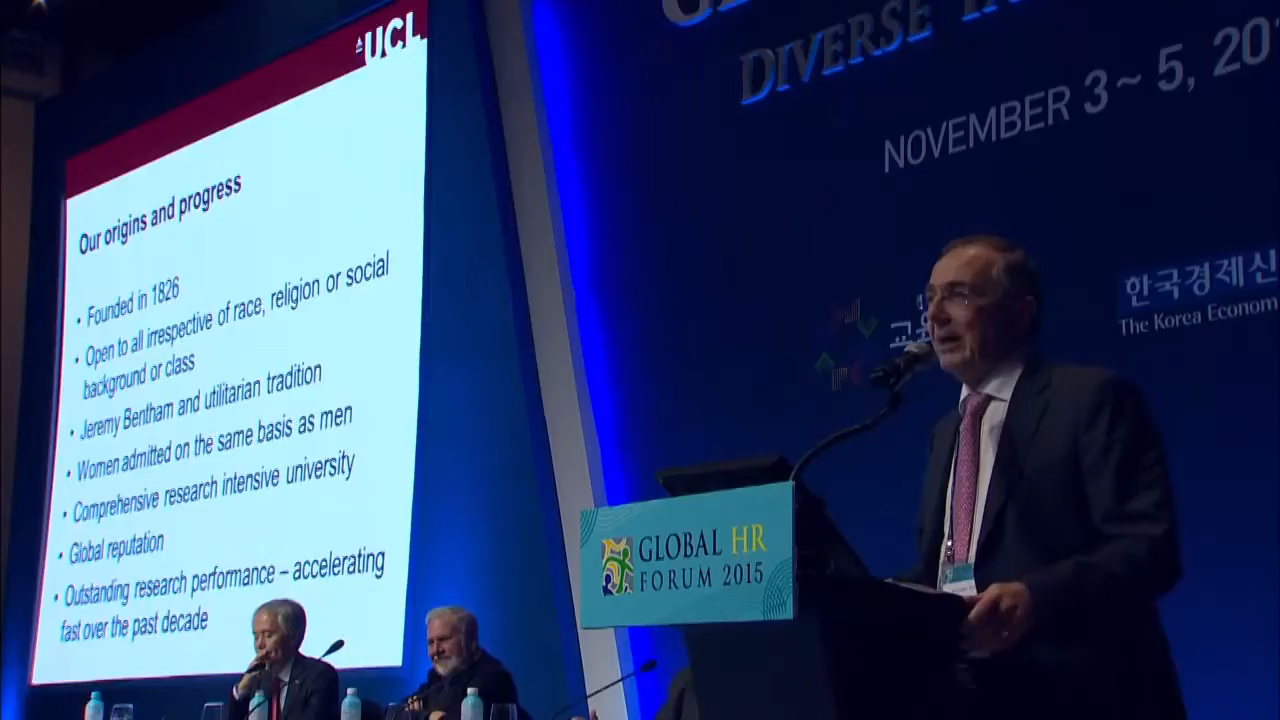 UCL
Our origins and progress
• Founded in 1826
• Open to all irrespective of race, religion or social
background or class
• Jeremy Bentham and utilitarian tradition
• Women admitted on the same basis as men
• Comprehensive research intensive university
• Global reputation
• Outstanding research performance – accelerating
fast over the past decade
DIVERSE
NOVEMBER 3~5, 20
한국경제신
The Korea Econom
교육
GLOBAL HR
FORUM 2015